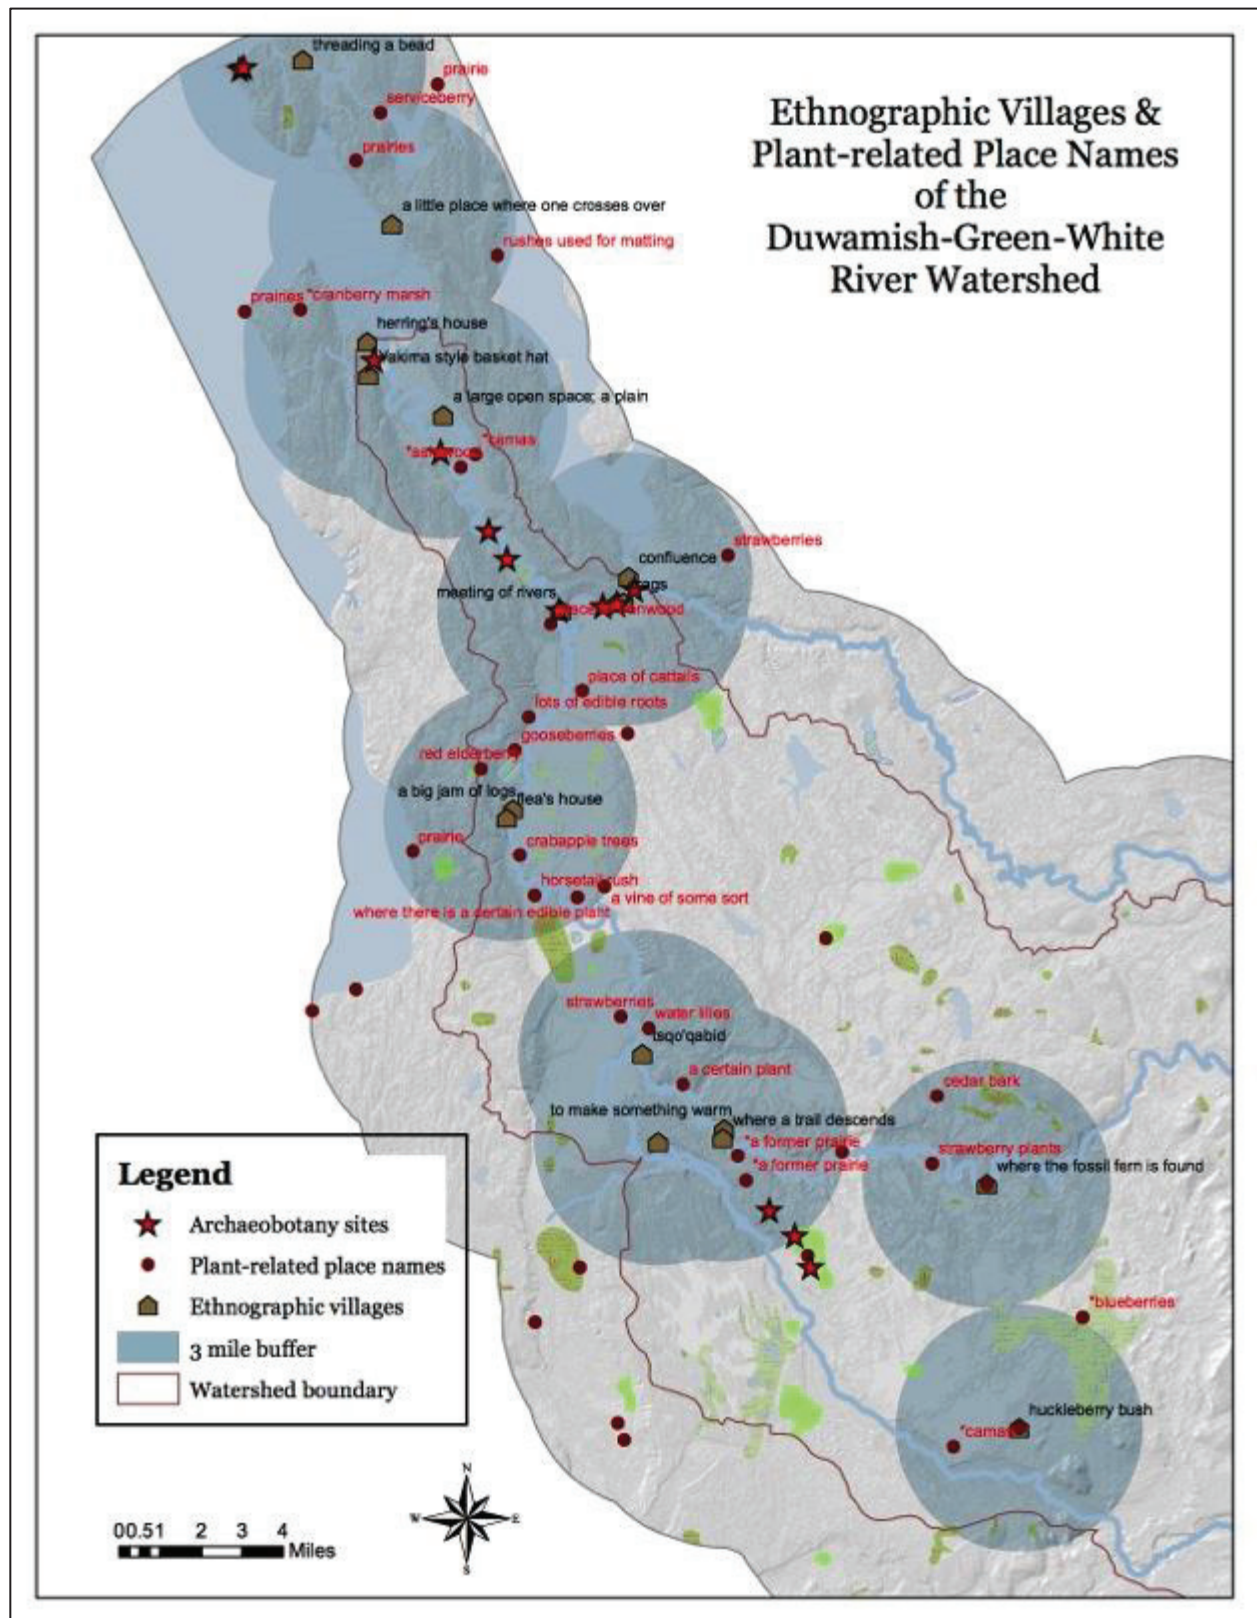 Ethnographic Villages &
Plant-related Place Names
of the
Duwamish-Green-White
River Watershed
threading a bead
prairie
serviceberry
prairies
a little place where one crosses over
rushes used for matting
prairies
*cranberry marsh
herring's house
Yakima style basket hat
a large open space; a plain
*camas
strawberries
confluence
meeting of rivers
place of cattails
lots of edible roots
gooseberries
red elderberry
a big jam of logs
flea's house
prairie
crabapple trees
horsetail rush
a vine of some sort
where there is a certain edible plant
strawberries
water lilies
tsqo'qabid
a certain plant
cedar bark
to make something warm
where a trail descends
*a former prairie
strawberry plants
where the fossil fern is found
*a former prairie
*blueberries
huckleberry bush
*camas
Legend
Archaeobotany sites
Plant-related place names
Ethnographic villages
3 mile buffer
Watershed boundary
N
W
E
S
00.51 2 3 4
Miles